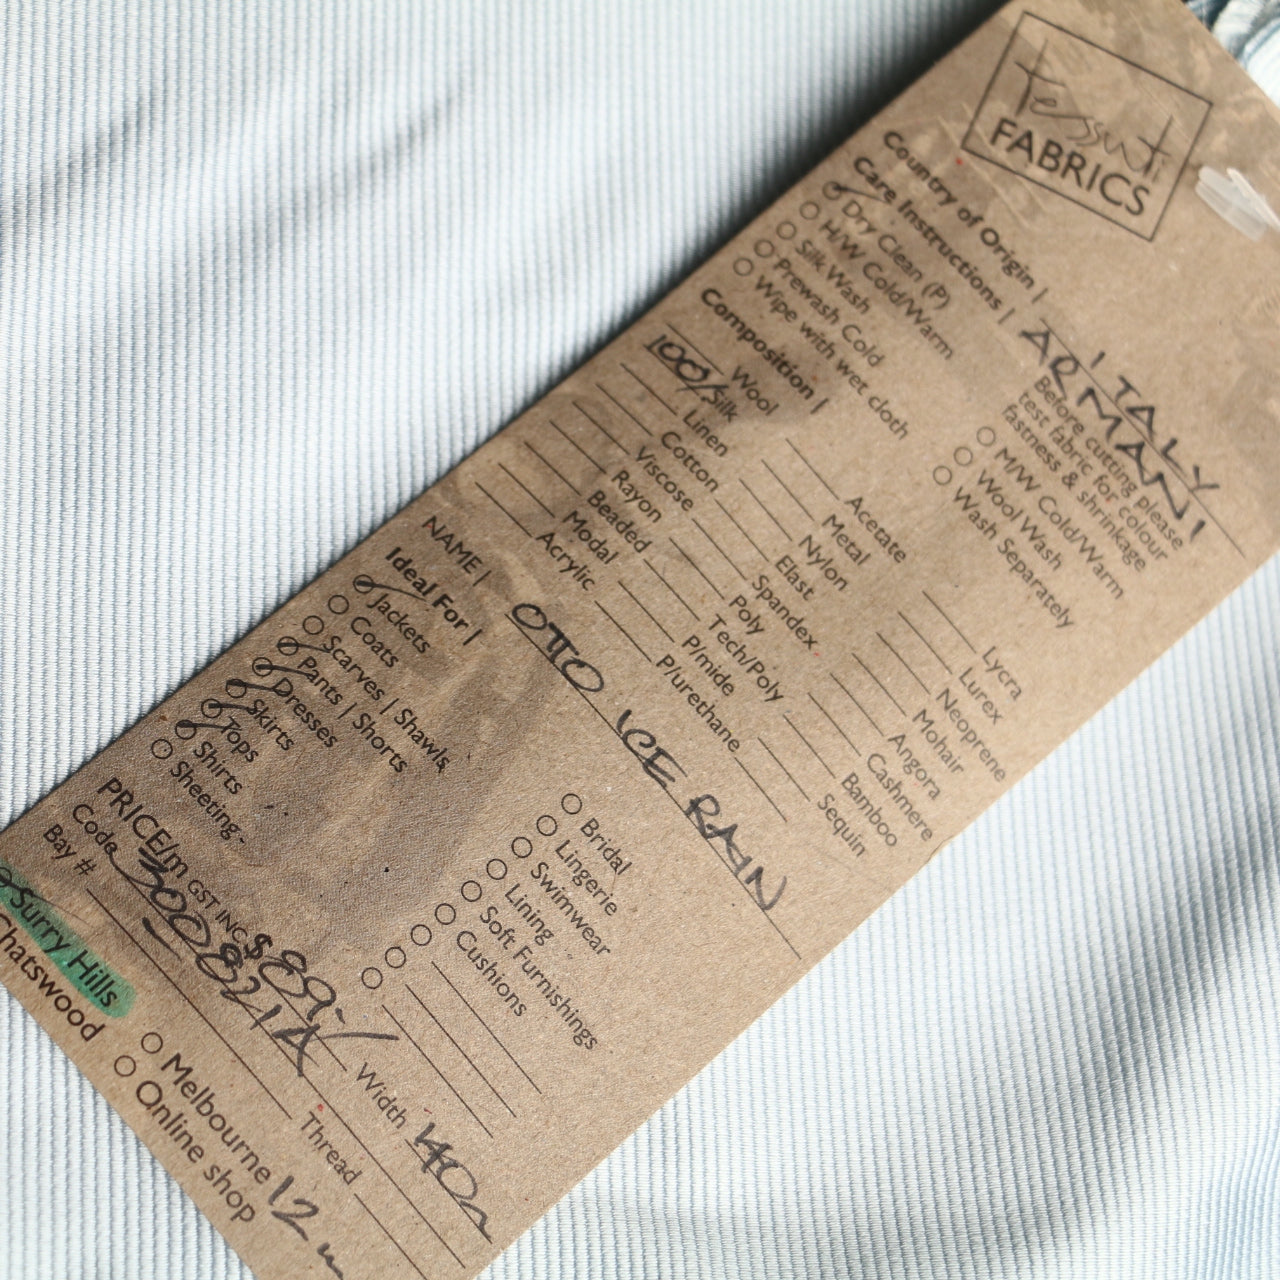 Tessuti
FABRICS
Country of Origin | ITALY
ARMANI
Care Instructions |
Dry Clean (P)
H/W Cold/Warm
Silk Wash
Prewash Cold
Wipe with wet cloth
Before cutting please
test fabric for colour
fastness & shrinkage
M/W Cold/Warm
Wool Wash
Wash Separately
Composition |
Wool
100/ Silk
Linen
Cotton
Viscose
Rayon
Beaded
Modal
Acrylic
Acetate
Metal
Nylon
Elast
Spandex
Poly
Tech/Poly
P/mide
P/urethane
Lycra
Lurex
Neoprene
Mohair
Angora
Cashmere
Bamboo
Sequin
NAME | OTTO ICE RAIN
Ideal For |
Jackets
Coats
Scarves | Shawls
Pants | Shorts
Dresses
Skirts
Tops
Shirts
Sheeting
Bridal
Lingerie
Swimwear
Lining
Soft Furnishings
Cushions
PRICE/m GST INC $89.- Width 140
Code 300821A
Bay # Thread
Surry Hills
Chatswood
Melbourne
Online shop
12 m